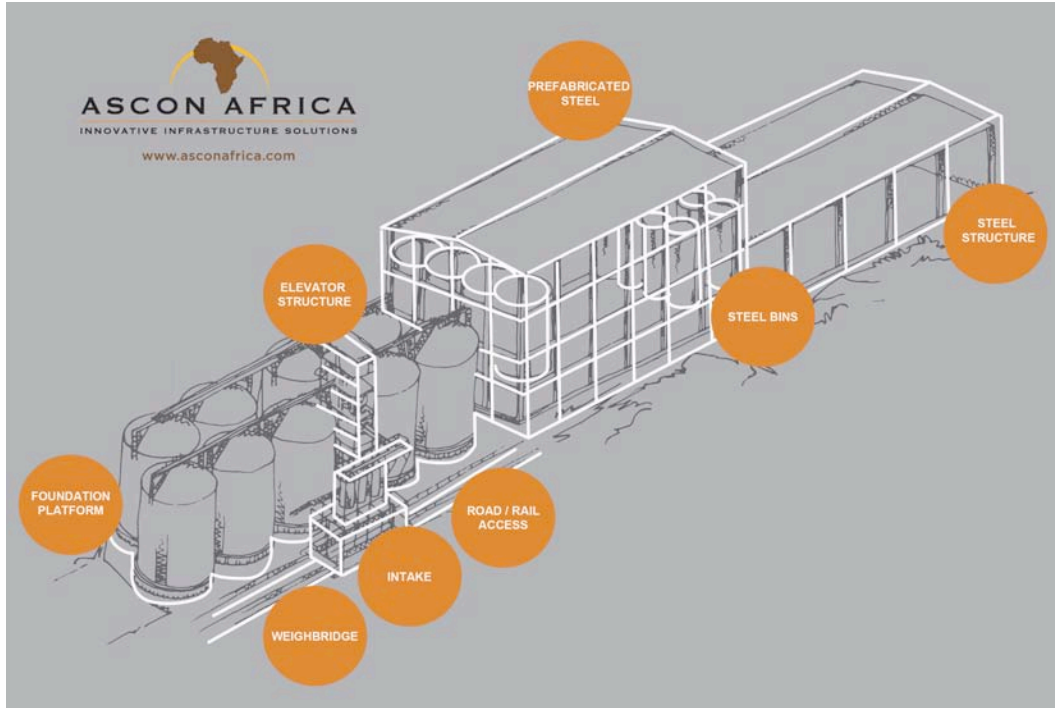 ASCON AFRICA
INNOVATIVE INFRASTRUCTURE SOLUTIONS
www.asconafrica.com
PREFABRICATED
STEEL
STEEL
STRUCTURE
ELEVATOR
STRUCTURE
STEEL BINS
FOUNDATION
PLATFORM
ROAD / RAIL
ACCESS
INTAKE
WEIGHBRIDGE